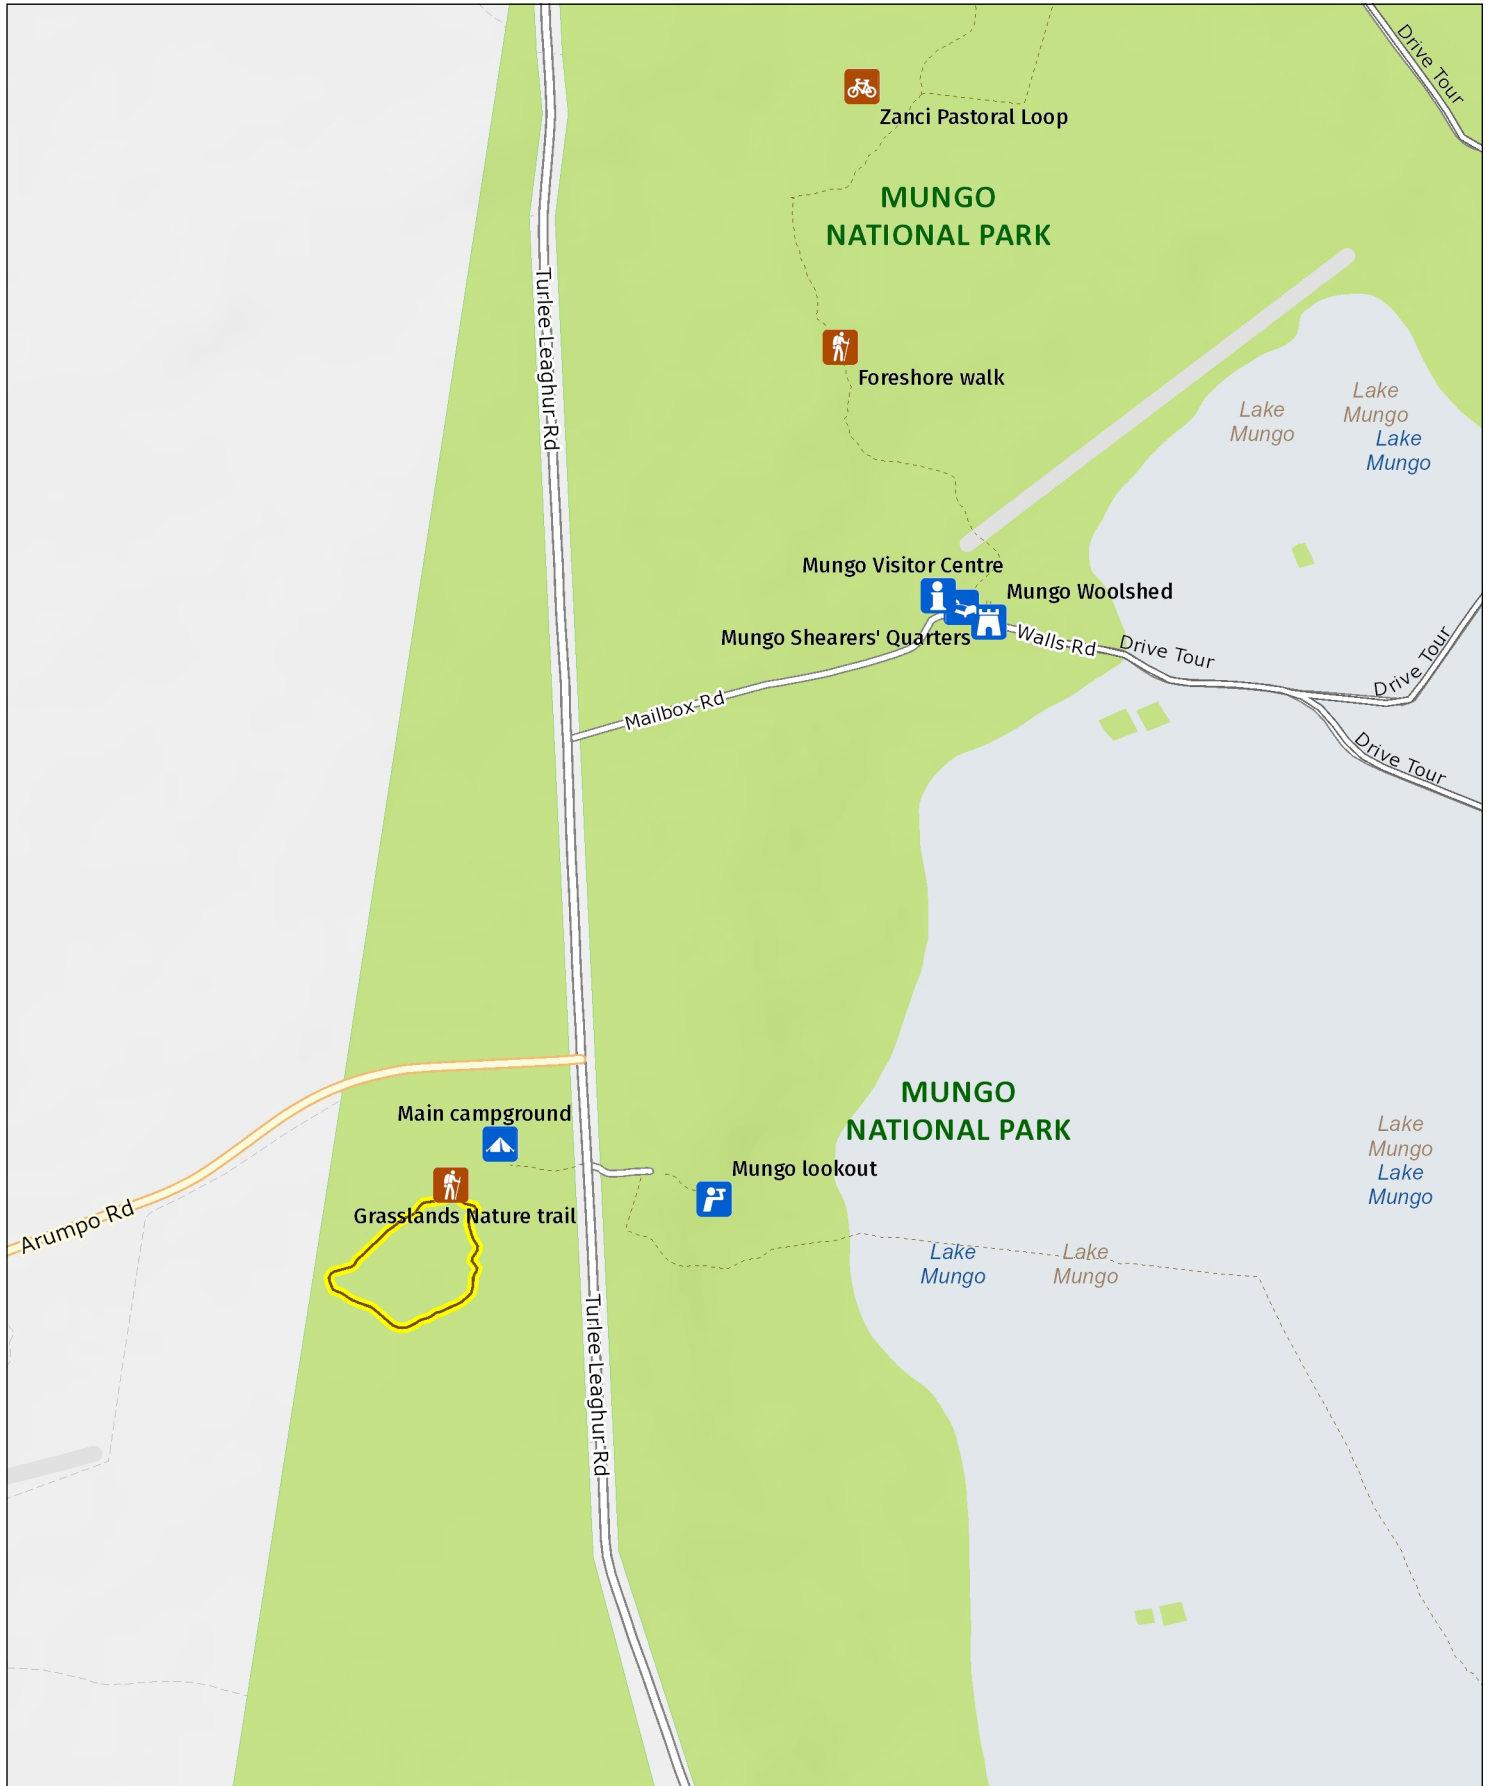 Drive Tour
Zanci Pastoral Loop
MUNGO
NATIONAL PARK
Turlee-Leaghur-Rd
Foreshore walk
Lake
Mungo
Lake
Mungo
Lake
Mungo
Mungo Visitor Centre
Mungo Woolshed
Mungo Shearers' Quarters
Walls-Rd
Drive Tour
Drive Tour
Mailbox-Rd
Drive Tour
MUNGO
NATIONAL PARK
Main campground
Lake
Mungo
Lake
Mungo
Mungo lookout
Arumpo Rd
Grasslands Nature trail
Lake
Mungo
Lake
Mungo
Turlee-Leaghur-Rd